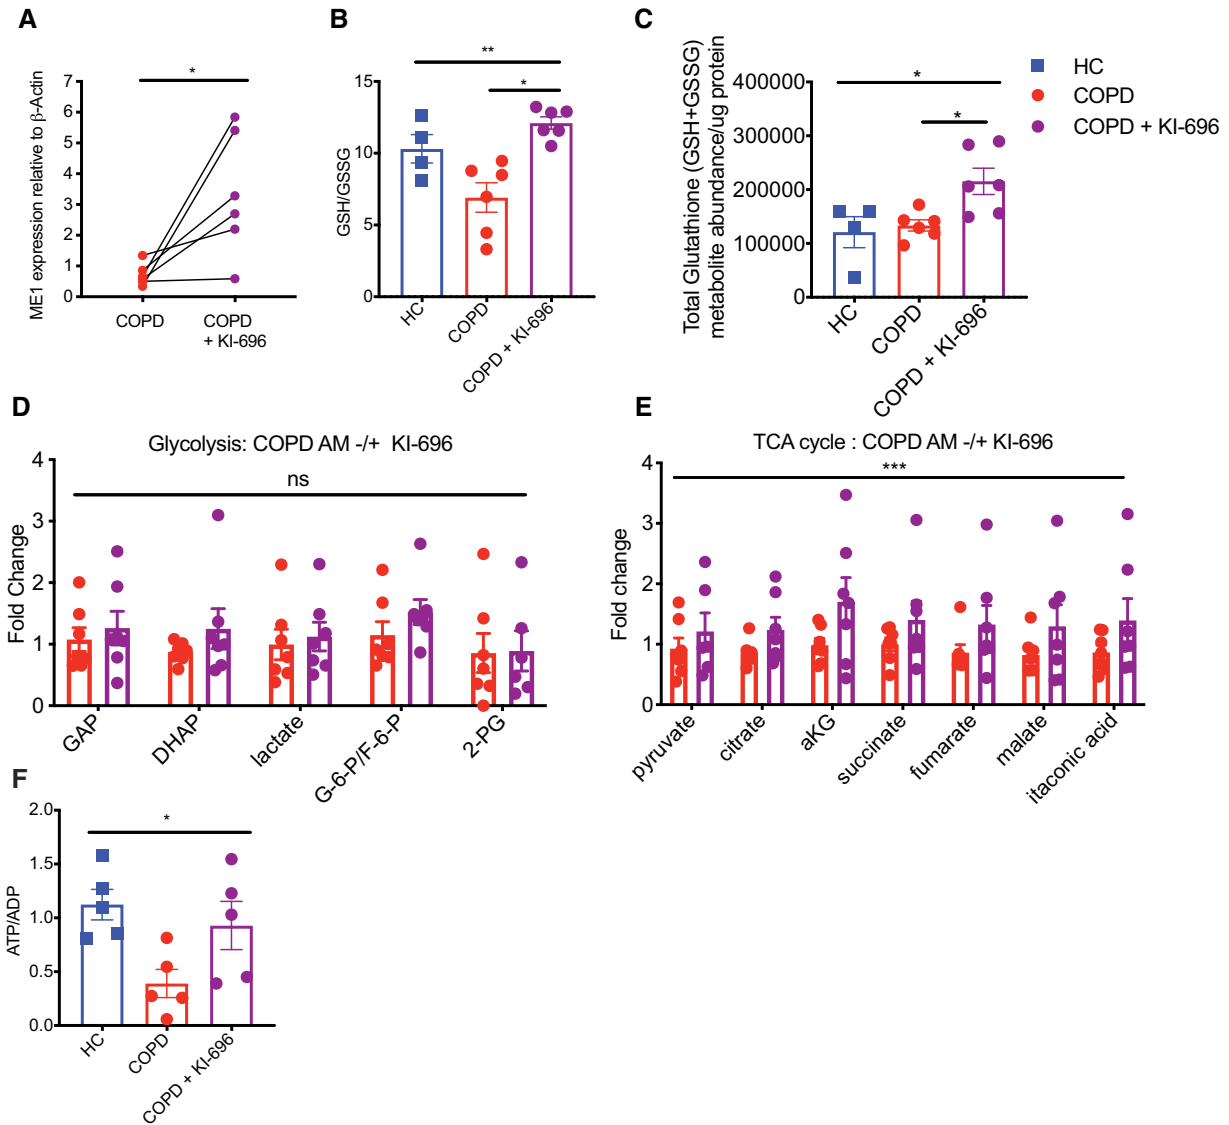 A
ME1 expression relative to β-Actin
7
6
5
4
3
2
1
0
*
COPD
COPD
+ KI-696
B
GSH/GSSG
15
10
5
0
**
*
HC
COPD
COPD + KI-696
C
Total Glutathione (GSH+GSSG)
metabolite abundance/ug protein
400000
300000
200000
100000
0
*
*
HC
COPD
COPD + KI-696
HC
COPD
COPD + KI-696
D
Glycolysis: COPD AM -/+ KI-696
Fold Change
4
3
2
1
0
ns
GAP
DHAP
lactate
G-6-P/F-6-P
2-PG
E
TCA cycle : COPD AM -/+ KI-696
Fold change
4
3
2
1
0
***
pyruvate
citrate
aKG
succinate
fumarate
malate
itaconic acid
F
ATP/ADP
2.0
1.5
1.0
0.5
0.0
*
HC
COPD
COPD + KI-696